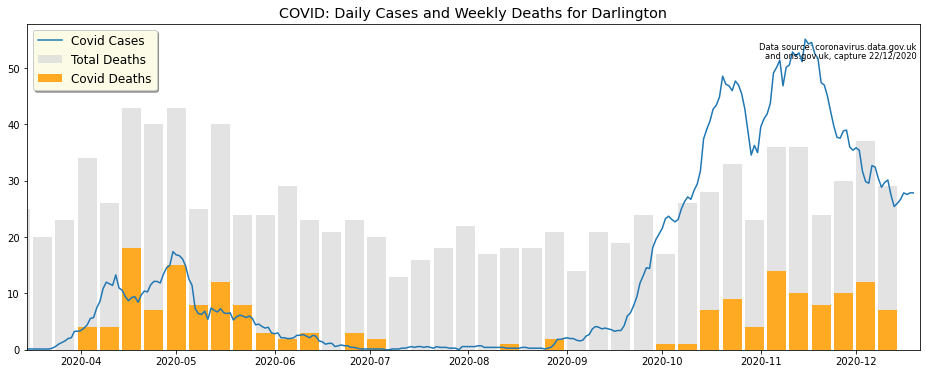 COVID: Daily Cases and Weekly Deaths for Darlington
Covid Cases
Total Deaths
Covid Deaths
Data source: coronavirus.data.gov.uk
and ons.gov.uk, capture 22/12/2020
50
40
30
20
10
0
2020-04 2020-05 2020-06 2020-07 2020-08 2020-09 2020-10 2020-11 2020-12